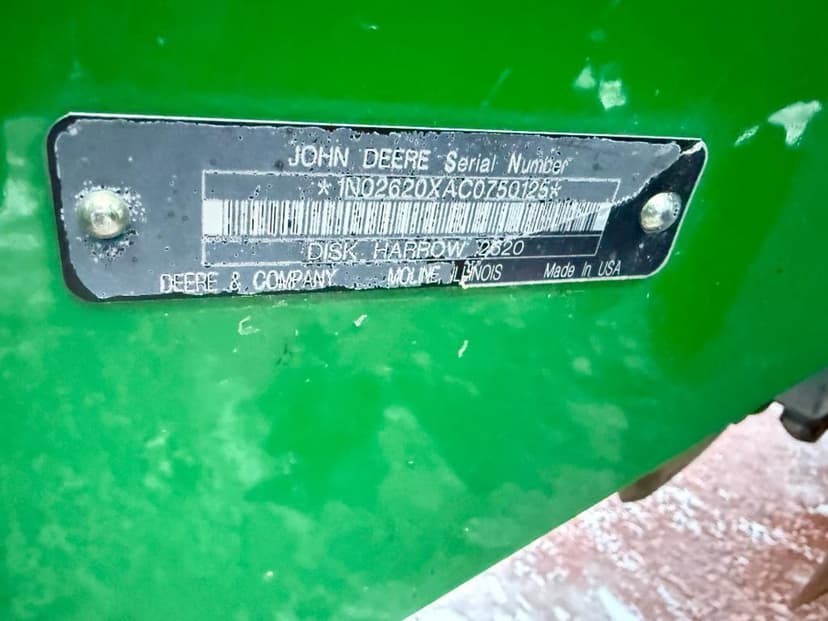 JOHN DEERE Serial Number
*1N02620XAC0750125*
DISK HARROW 2620
DEERE & COMPANY MOLINE, ILLINOIS Made in USA